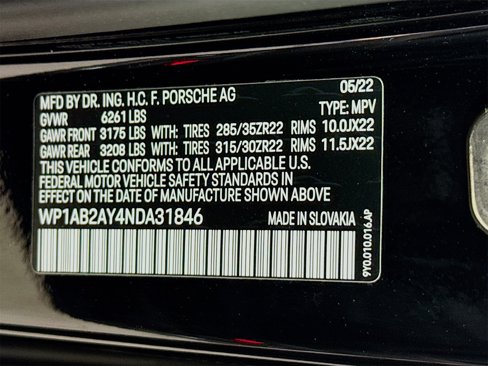 MFD BY DR. ING. H.C. F. PORSCHE AG 05/22
GVWR 6261 LBS TYPE: MPV
GAWR FRONT 3175 LBS WITH: TIRES 285/35ZR22 RIMS 10.0JX22
GAWR REAR 3208 LBS WITH: TIRES 315/30ZR22 RIMS 11.5JX22
THIS VEHICLE CONFORMS TO ALL APPLICABLE U.S.
FEDERAL MOTOR VEHICLE SAFETY STANDARDS IN
EFFECT ON DATE OF MANUFACTURE SHOWN ABOVE
WP1AB2AY4NDA31846 MADE IN SLOVAKIA
9Y0.010.016.AP